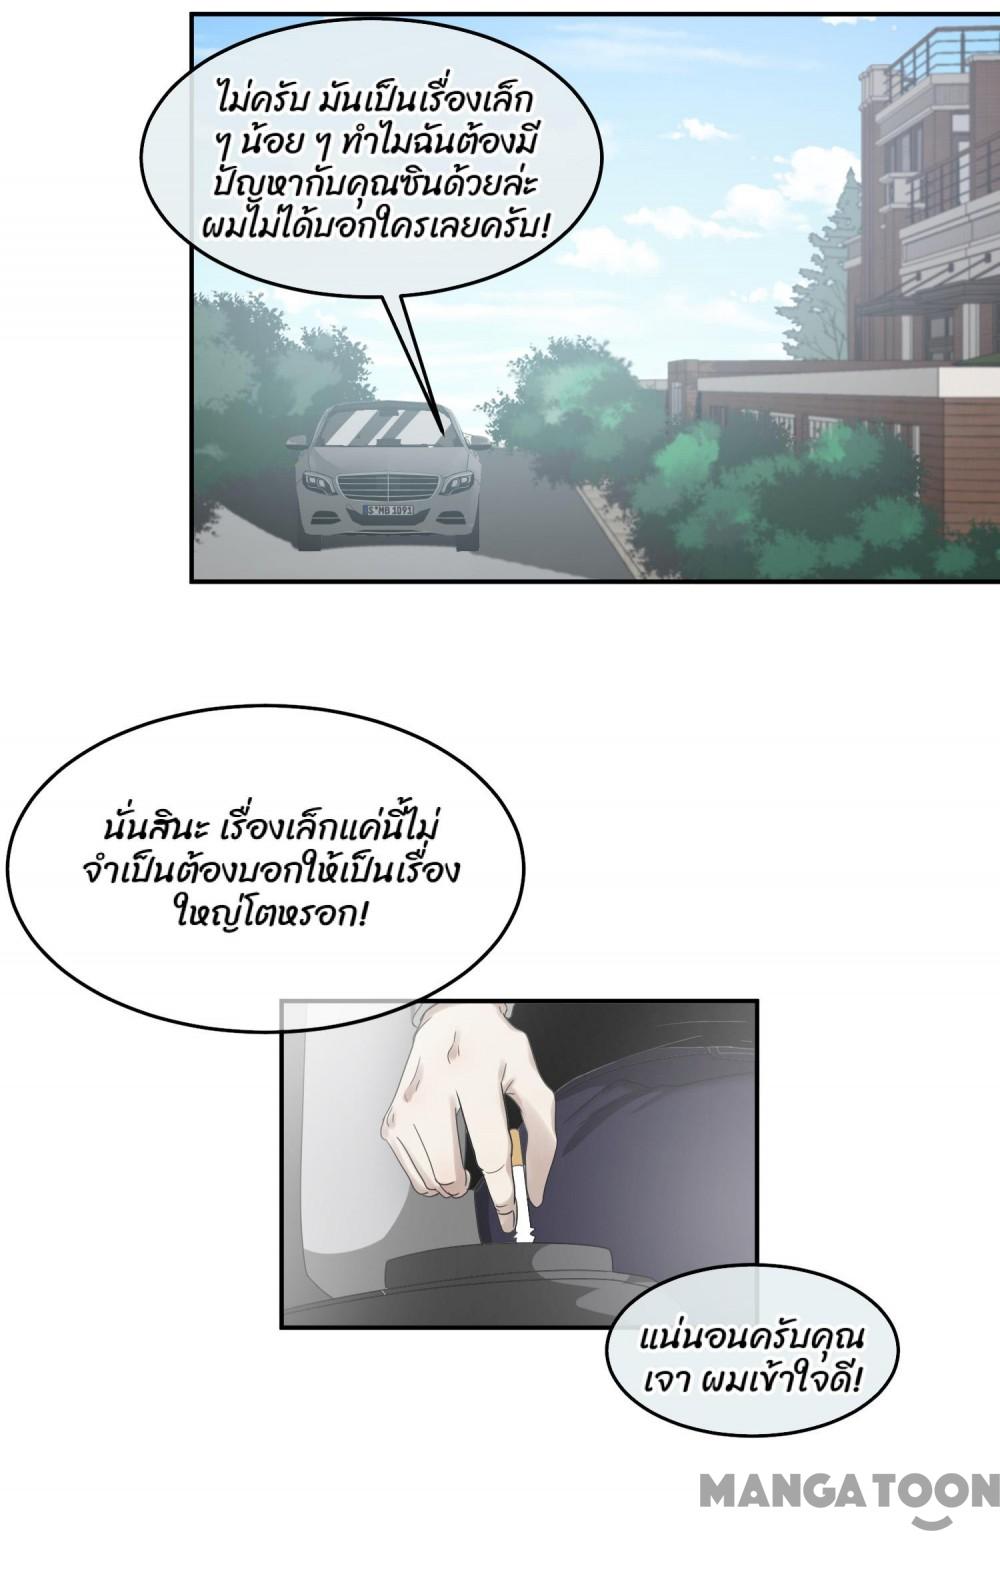 ไม่ครับ มันเป็นเรื่องเล็ก
ๆ น้อย ๆ ทำไมฉันต้องมี
ปัญหากับคุณซินด้วยล่ะ
ผมไม่ได้บอกใครเลยครับ!
S*MB 1091
นั่นสินะ เรื่องเล็กแค่นี้ไม่
จำเป็นต้องบอกให้เป็นเรื่อง
ใหญ่โตหรอก!
แน่นอนครับคุณ
เจา ผมเข้าใจดี!
MANGATOON